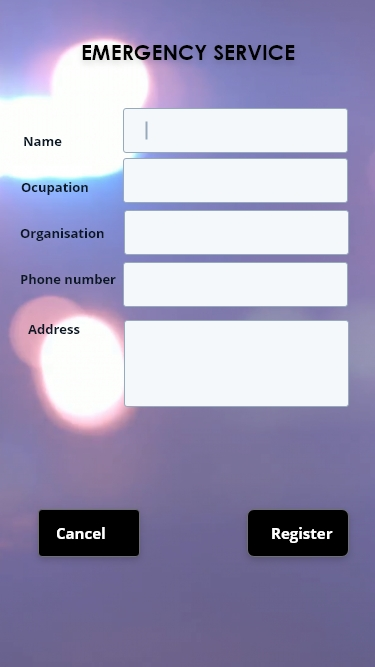 EMERGENCY SERVICE
Name
Ocupation
Organisation
Phone number
Address
Cancel
Register